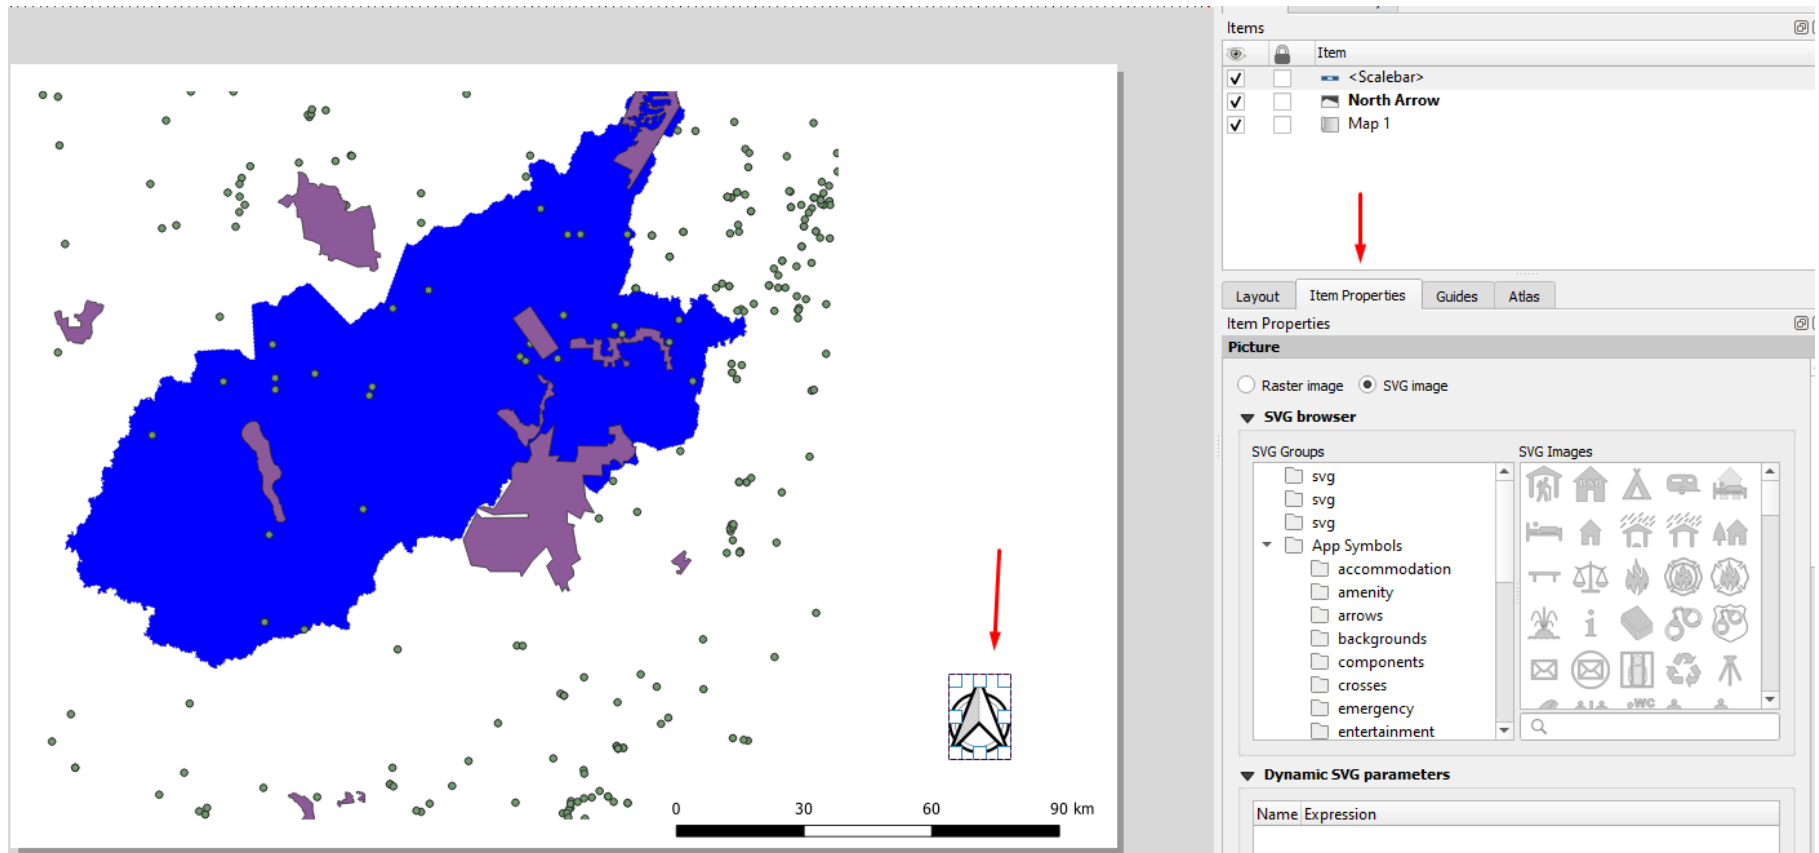 Items
Item
<Scalebar>
North Arrow
Map 1
Layout Item Properties Guides Atlas
Item Properties
Picture
Raster image SVG image
SVG browser
SVG Groups SVG Images
svg
svg
svg
App Symbols
accommodation
amenity
arrows
backgrounds
components
crosses
emergency
entertainment
Dynamic SVG parameters
Name Expression
0 30 60 90 km